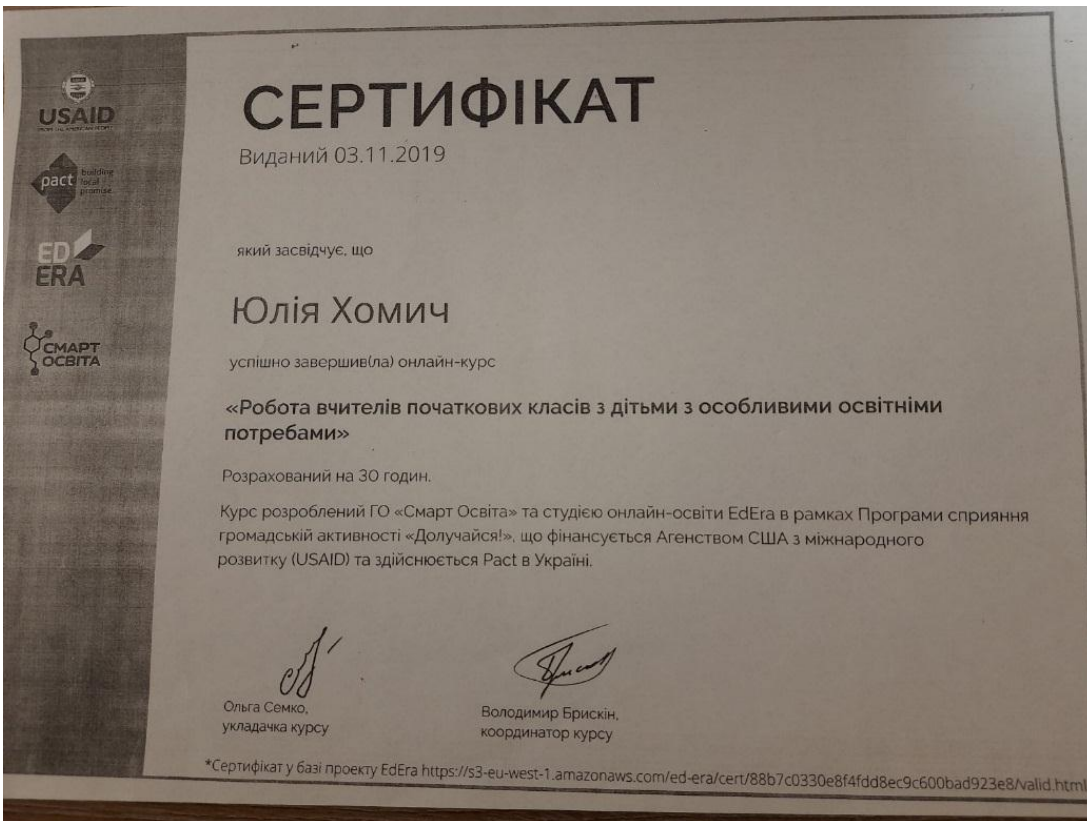 USAID
FROM THE AMERICAN PEOPLE
pact
building
local
promise
ED
ERA
СМАРТ
ОСВІТА
СЕРТИФІКАТ
Виданий 03.11.2019
який засвідчує, що
Юлія Хомич
успішно завершив(ла) онлайн-курс
«Робота вчителів початкових класів з дітьми з особливими освітніми
потребами»
Розрахований на 30 годин.
Курс розроблений ГО «Смарт Освіта» та студією онлайн-освіти EdEra в рамках Програми сприяння
громадській активності «Долучайся!», що фінансується Агенством США з міжнародного
розвитку (USAID) та здійснюється Pact в Україні.
Ольга Семко,
укладачка курсу
Володимир Брискін,
координатор курсу
*Сертифікат у базі проекту EdEra https://s3-eu-west-1.amazonaws.com/ed-era/cert/88b7c0330e8f4fdd8ec9c600bad923e8/valid.html